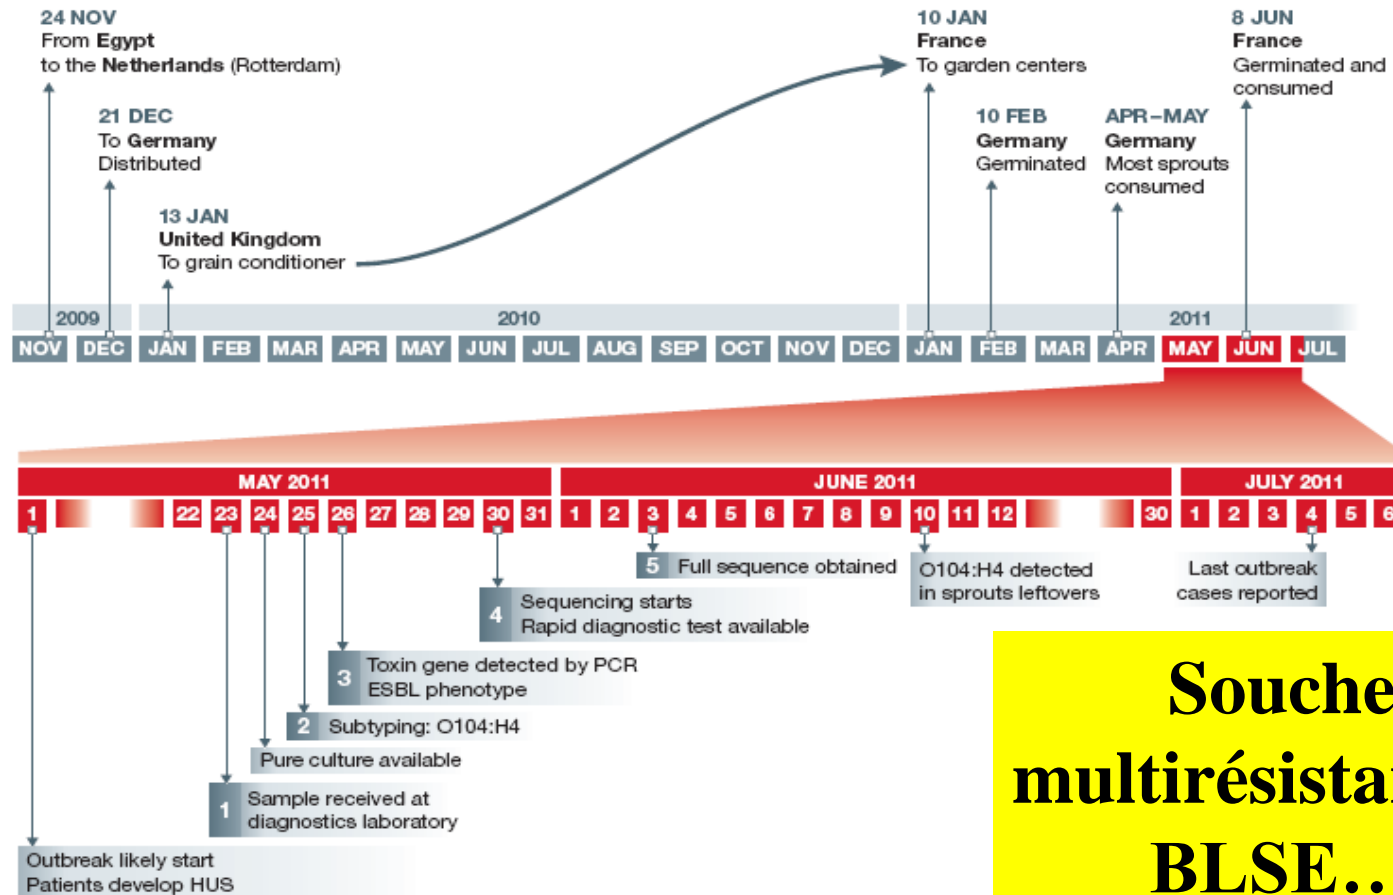 24 NOV
From Egypt
to the Netherlands (Rotterdam)
21 DEC
To Germany
Distributed
13 JAN
United Kingdom
To grain conditioner
10 JAN
France
To garden centers
10 FEB
Germany
Germinated
APR–MAY
Germany
Most sprouts
consumed
8 JUN
France
Germinated and
consumed
2009 2010 2011
NOV DEC JAN FEB MAR APR MAY JUN JUL AUG SEP OCT NOV DEC JAN FEB MAR APR MAY JUN JUL
MAY 2011 JUNE 2011 JULY 2011
1 22 23 24 25 26 27 28 29 30 31 1 2 3 4 5 6 7 8 9 10 11 12 30 1 2 3 4 5 6
5 Full sequence obtained
O104:H4 detected
in sprouts leftovers
Last outbreak
cases reported
4 Sequencing starts
Rapid diagnostic test available
3 Toxin gene detected by PCR
ESBL phenotype
2 Subtyping: O104:H4
Pure culture available
1 Sample received at
diagnostics laboratory
Outbreak likely start
Patients develop HUS
Souche
BLSE…